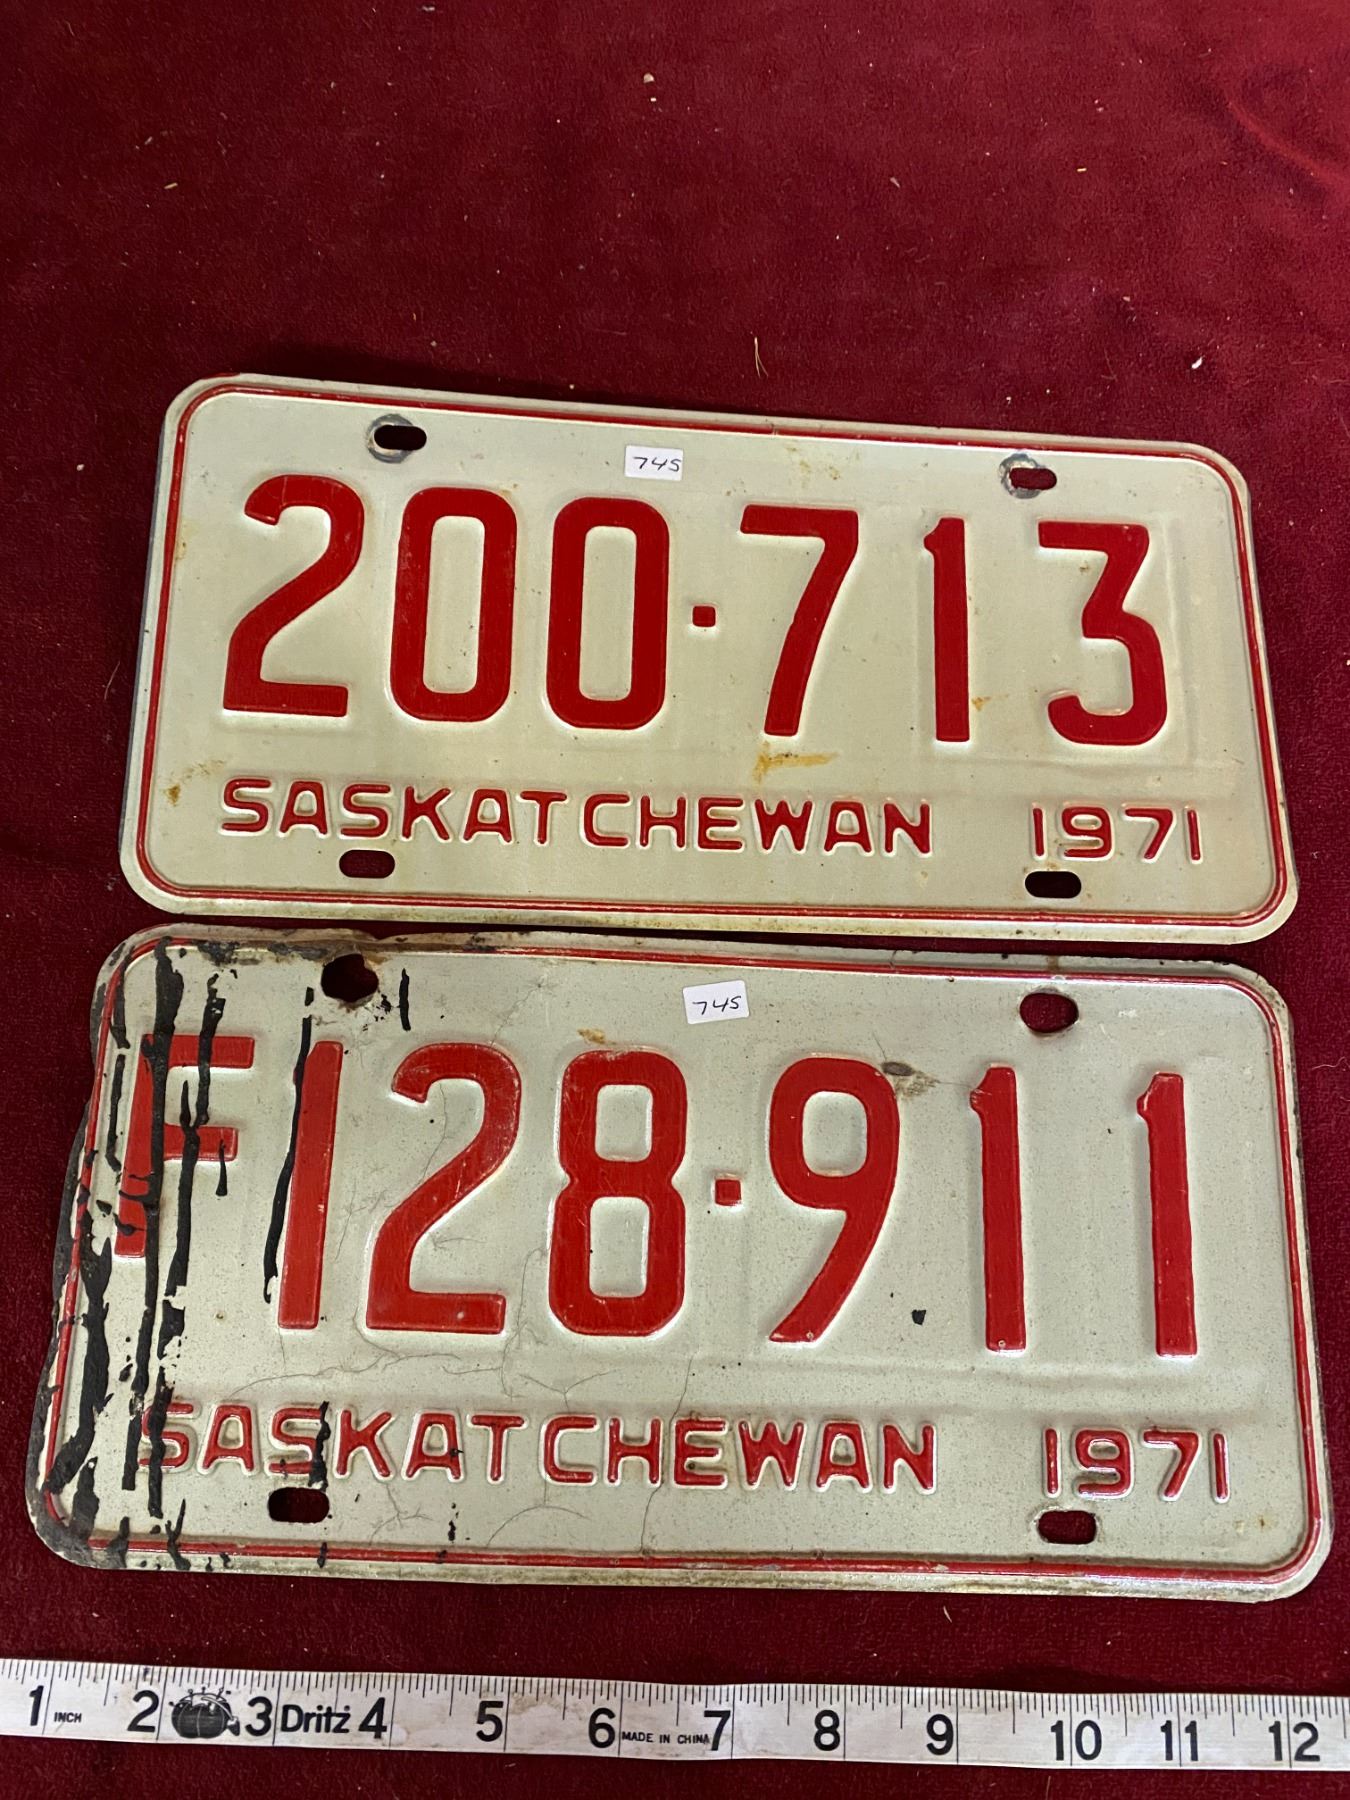 745
200·713
SASKATCHEWAN 1971
745
F128·911
SASKATCHEWAN 1971
1 INCH 2 3 Dritz 4 5 6 MADE IN CHINA 7 8 9 10 11 12